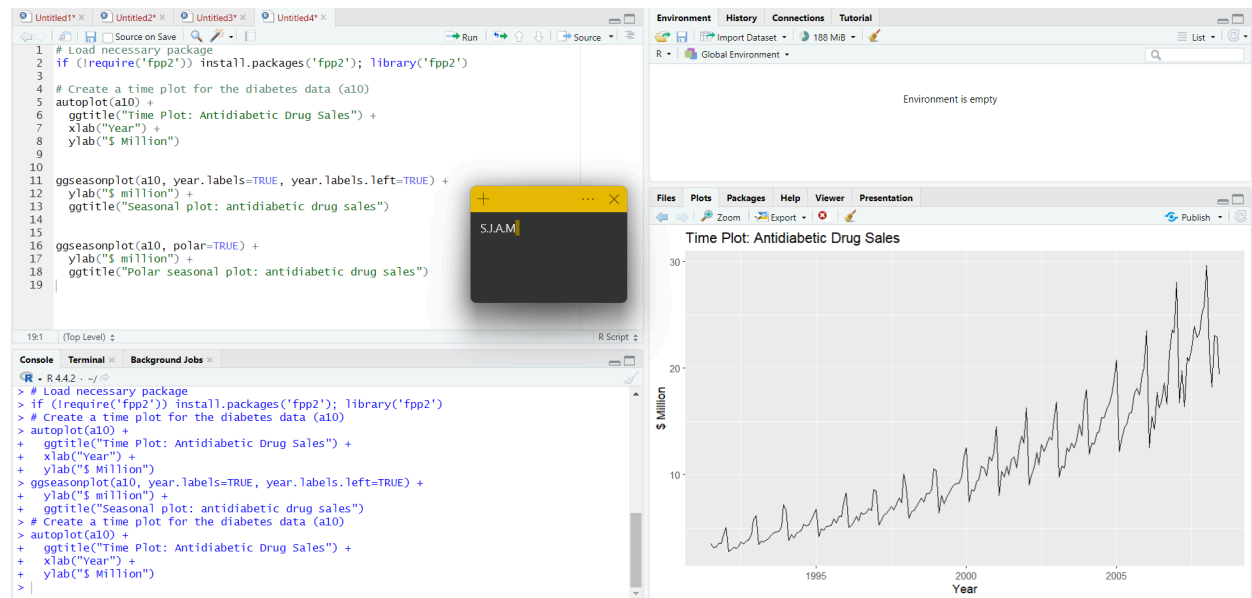 Untitled1* × Untitled2* × Untitled3* × Untitled4* ×
Source on Save Run Source
1 # Load necessary package
2 if (!require('fpp2')) install.packages('fpp2'); library('fpp2')
3
4 # Create a time plot for the diabetes data (a10)
5 autoplot(a10) +
6 ggtitle("Time Plot: Antidiabetic Drug Sales") +
7 xlab("Year") +
8 ylab("$ Million")
9
10
11 ggseasonplot(a10, year.labels=TRUE, year.labels.left=TRUE) +
12 ylab("$ million") +
13 ggtitle("Seasonal plot: antidiabetic drug sales")
14
15
16 ggseasonplot(a10, polar=TRUE) +
17 ylab("$ million") +
18 ggtitle("Polar seasonal plot: antidiabetic drug sales")
19
19:1 (Top Level) R Script
S.J.A.M
Console Terminal × Background Jobs ×
R R 4.4.2 · ~/
> # Load necessary package
> if (!require('fpp2')) install.packages('fpp2'); library('fpp2')
> # Create a time plot for the diabetes data (a10)
> autoplot(a10) +
+ ggtitle("Time Plot: Antidiabetic Drug Sales") +
+ xlab("Year") +
+ ylab("$ Million")
> ggseasonplot(a10, year.labels=TRUE, year.labels.left=TRUE) +
+ ylab("$ million") +
+ ggtitle("Seasonal plot: antidiabetic drug sales")
> # Create a time plot for the diabetes data (a10)
> autoplot(a10) +
+ ggtitle("Time Plot: Antidiabetic Drug Sales") +
+ xlab("Year") +
+ ylab("$ Million")
>
Environment History Connections Tutorial
Import Dataset 188 MiB List
R Global Environment
Environment is empty
Files Plots Packages Help Viewer Presentation
Zoom Export Publish
Time Plot: Antidiabetic Drug Sales
30
20
10
$ Million
1995 2000 2005
Year